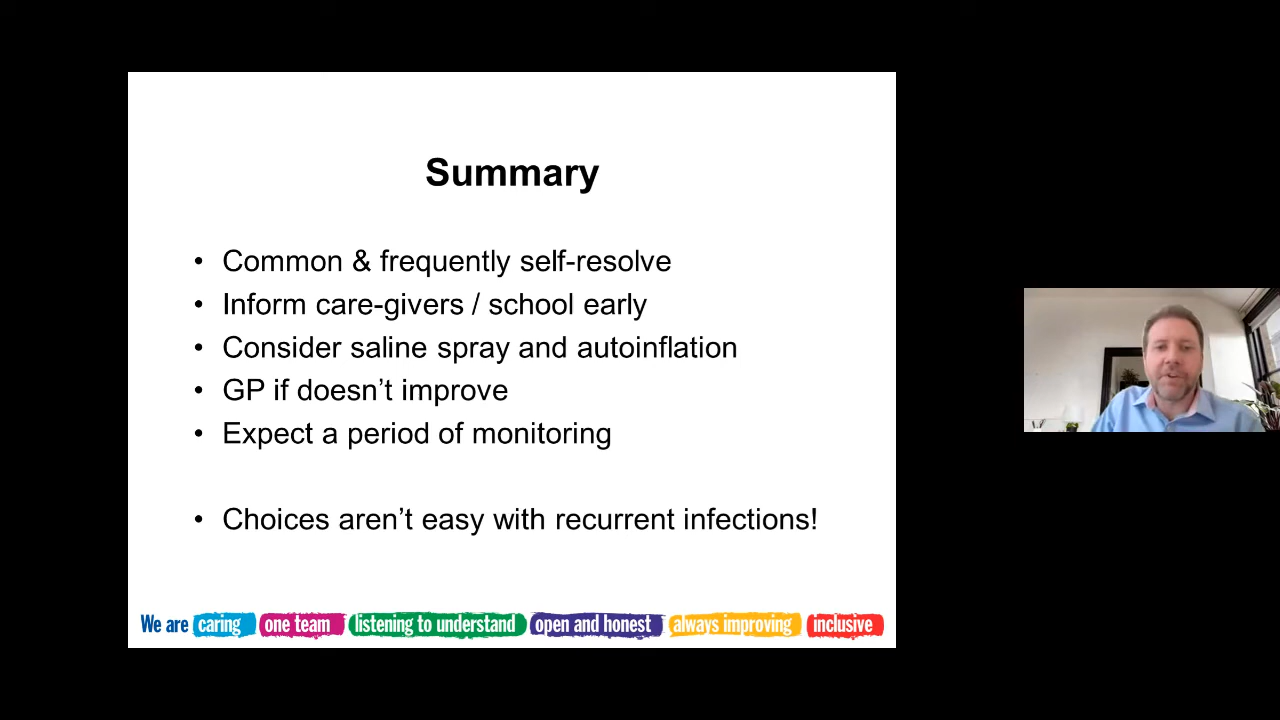 Summary
• Common & frequently self-resolve
• Inform care-givers / school early
• Consider saline spray and autoinflation
• GP if doesn’t improve
• Expect a period of monitoring
• Choices aren’t easy with recurrent infections!
We are caring one team listening to understand open and honest always improving inclusive